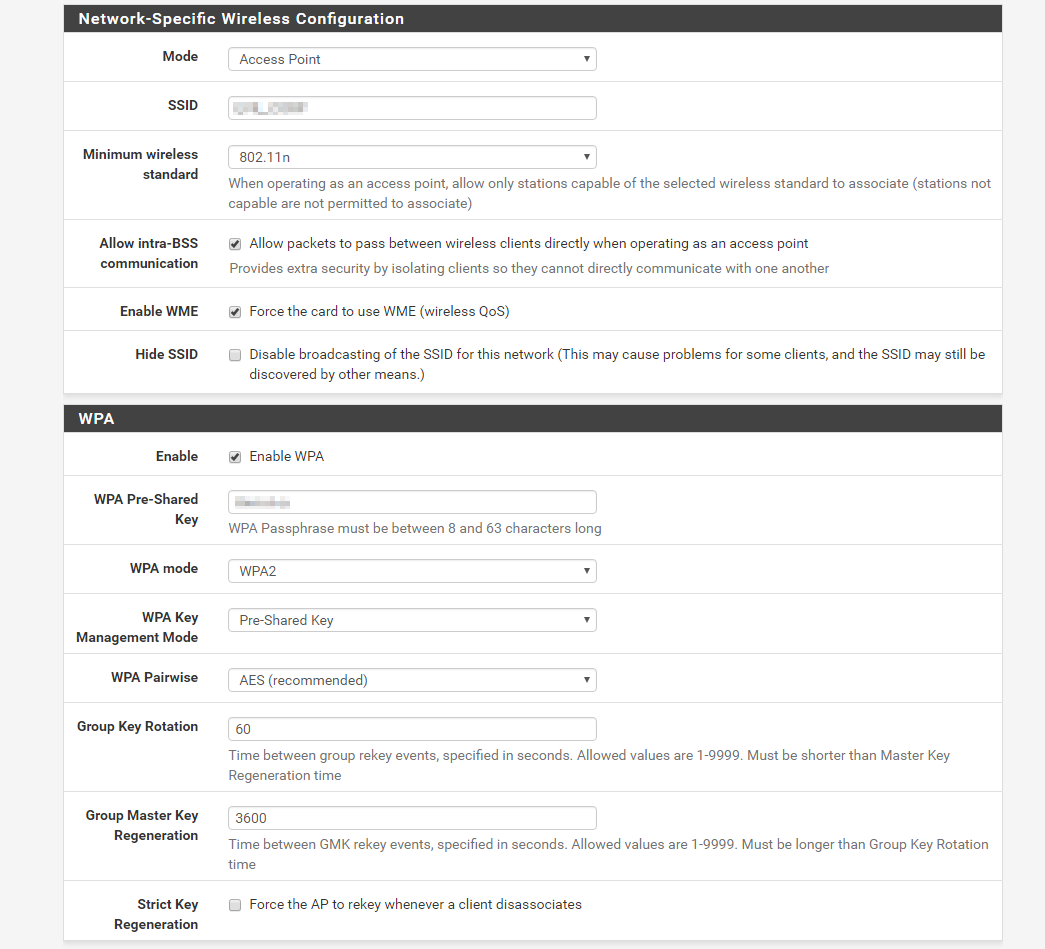 Network-Specific Wireless Configuration
Mode
Access Point
SSID
Minimum wireless
standard
802.11n
When operating as an access point, allow only stations capable of the selected wireless standard to associate (stations not
capable are not permitted to associate)
Allow intra-BSS
communication
Allow packets to pass between wireless clients directly when operating as an access point
Provides extra security by isolating clients so they cannot directly communicate with one another
Enable WME
Force the card to use WME (wireless QoS)
Hide SSID
Disable broadcasting of the SSID for this network (This may cause problems for some clients, and the SSID may still be
discovered by other means.)
WPA
Enable
Enable WPA
WPA Pre-Shared
Key
WPA Passphrase must be between 8 and 63 characters long
WPA mode
WPA2
WPA Key
Management Mode
Pre-Shared Key
WPA Pairwise
AES (recommended)
Group Key Rotation
60
Time between group rekey events, specified in seconds. Allowed values are 1-9999. Must be shorter than Master Key
Regeneration time
Group Master Key
Regeneration
3600
Time between GMK rekey events, specified in seconds. Allowed values are 1-9999. Must be longer than Group Key Rotation
time
Strict Key
Regeneration
Force the AP to rekey whenever a client disassociates